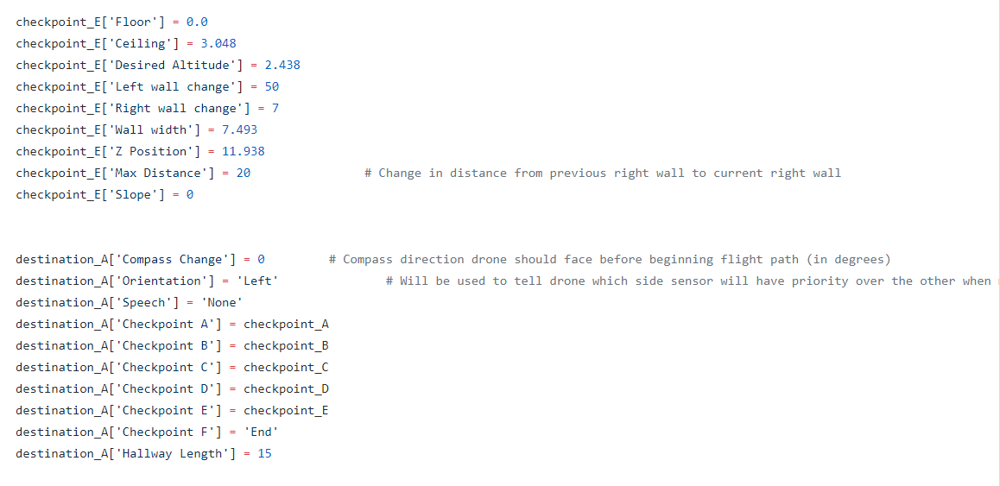 checkpoint_E['Floor'] = 0.0
checkpoint_E['Ceiling'] = 3.048
checkpoint_E['Desired Altitude'] = 2.438
checkpoint_E['Left wall change'] = 50
checkpoint_E['Right wall change'] = 7
checkpoint_E['Wall width'] = 7.493
checkpoint_E['Z Position'] = 11.938
checkpoint_E['Max Distance'] = 20 # Change in distance from previous right wall to current right wall
checkpoint_E['Slope'] = 0
destination_A['Compass Change'] = 0 # Compass direction drone should face before beginning flight path (in degrees)
destination_A['Orientation'] = 'Left' # Will be used to tell drone which side sensor will have priority over the other when
destination_A['Speech'] = 'None'
destination_A['Checkpoint A'] = checkpoint_A
destination_A['Checkpoint B'] = checkpoint_B
destination_A['Checkpoint C'] = checkpoint_C
destination_A['Checkpoint D'] = checkpoint_D
destination_A['Checkpoint E'] = checkpoint_E
destination_A['Checkpoint F'] = 'End'
destination_A['Hallway Length'] = 15